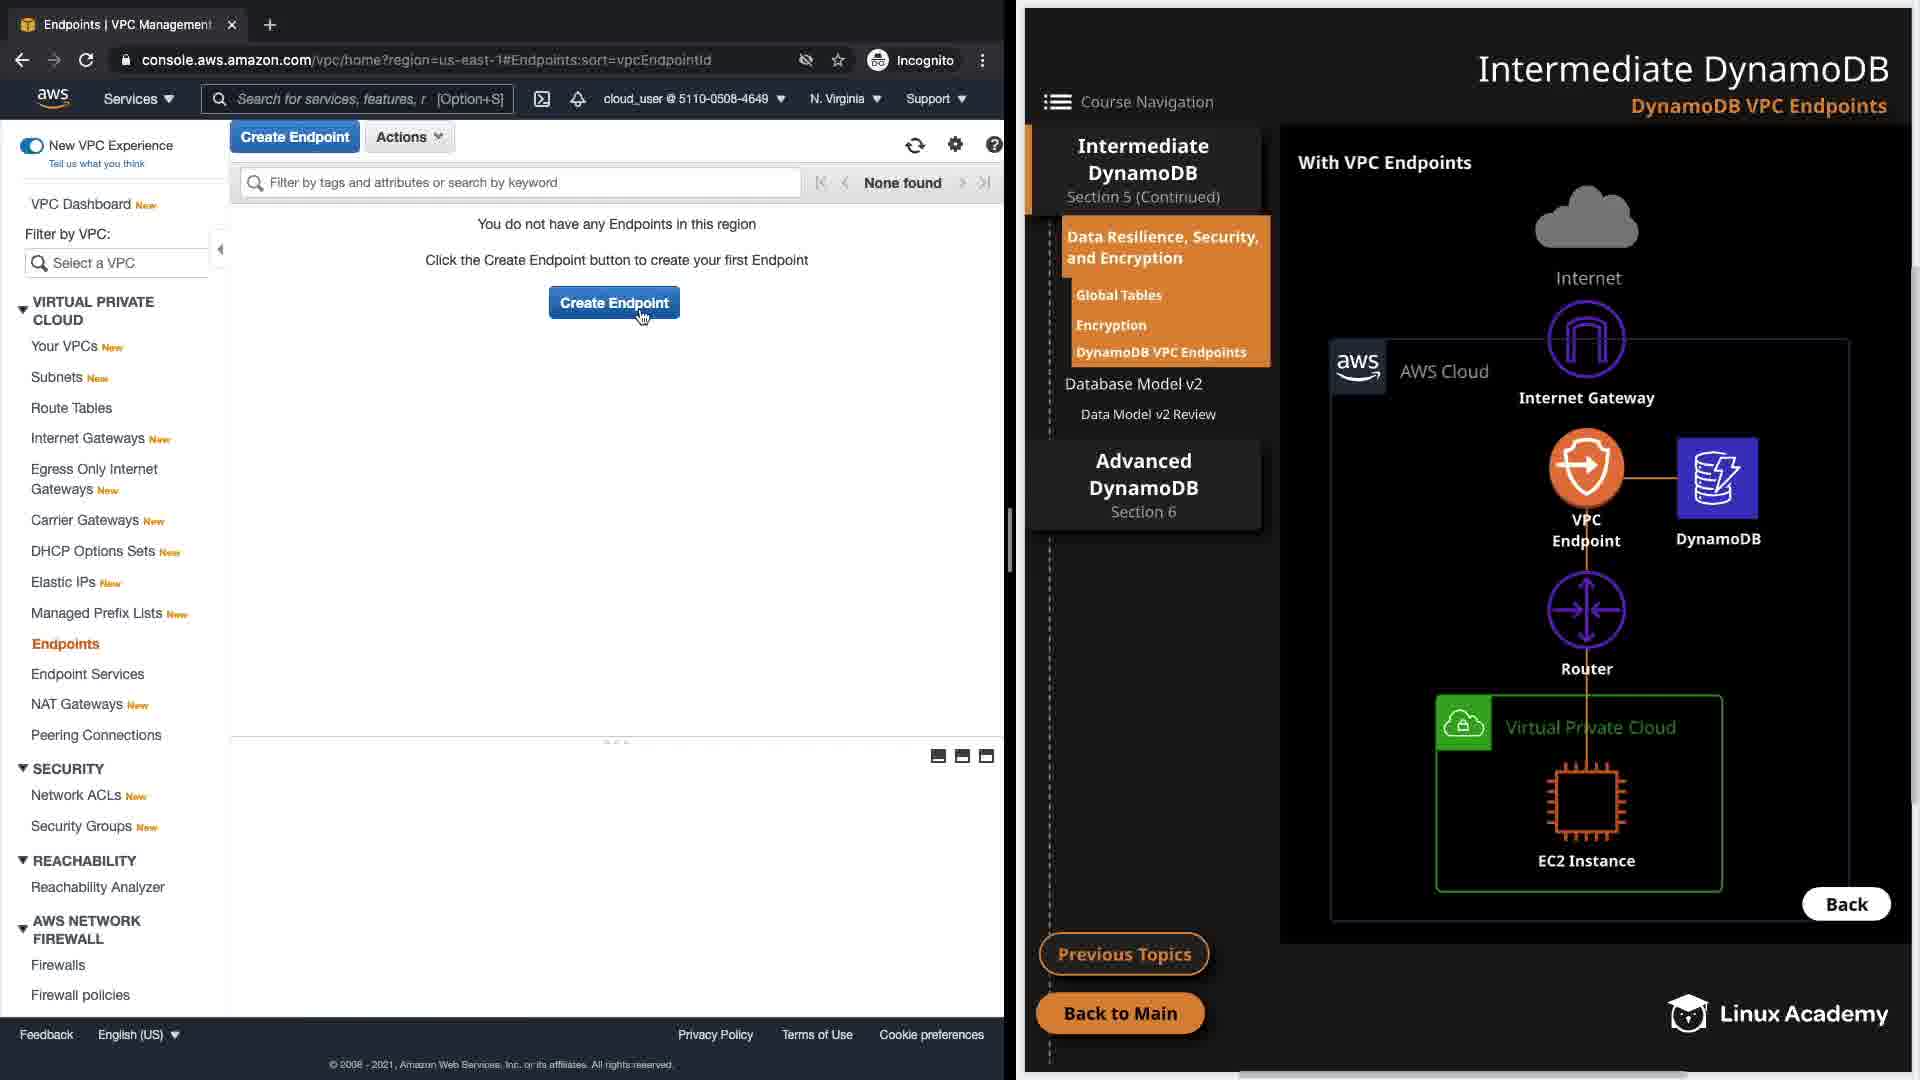 Endpoints | VPC Management
console.aws.amazon.com/vpc/home?region=us-east-1#Endpoints:sort=vpcEndpointId
Incognito
aws
Services
Search for services, features, r
[Option+S]
cloud_user @ 5110-0508-4649
N. Virginia
Support
New VPC Experience
Tell us what you think
VPC Dashboard New
Filter by VPC:
Select a VPC
VIRTUAL PRIVATE
CLOUD
Your VPCs New
Subnets New
Route Tables
Internet Gateways New
Egress Only Internet
Gateways New
Carrier Gateways New
DHCP Options Sets New
Elastic IPs New
Managed Prefix Lists New
Endpoints
Endpoint Services
NAT Gateways New
Peering Connections
SECURITY
Network ACLs New
Security Groups New
REACHABILITY
Reachability Analyzer
AWS NETWORK
FIREWALL
Firewalls
Firewall policies
Create Endpoint
Actions
Filter by tags and attributes or search by keyword
None found
You do not have any Endpoints in this region
Click the Create Endpoint button to create your first Endpoint
Create Endpoint
Feedback
English (US)
Privacy Policy
Terms of Use
Cookie preferences
© 2008 - 2021, Amazon Web Services, Inc. or its affiliates. All rights reserved.
Intermediate DynamoDB
DynamoDB VPC Endpoints
Course Navigation
Intermediate
DynamoDB
Section 5 (Continued)
Data Resilience, Security,
and Encryption
Global Tables
Encryption
DynamoDB VPC Endpoints
Database Model v2
Data Model v2 Review
Advanced
DynamoDB
Section 6
Previous Topics
Back to Main
With VPC Endpoints
Internet
aws
AWS Cloud
Internet Gateway
VPC
Endpoint
DynamoDB
Router
Virtual Private Cloud
EC2 Instance
Back
Linux Academy